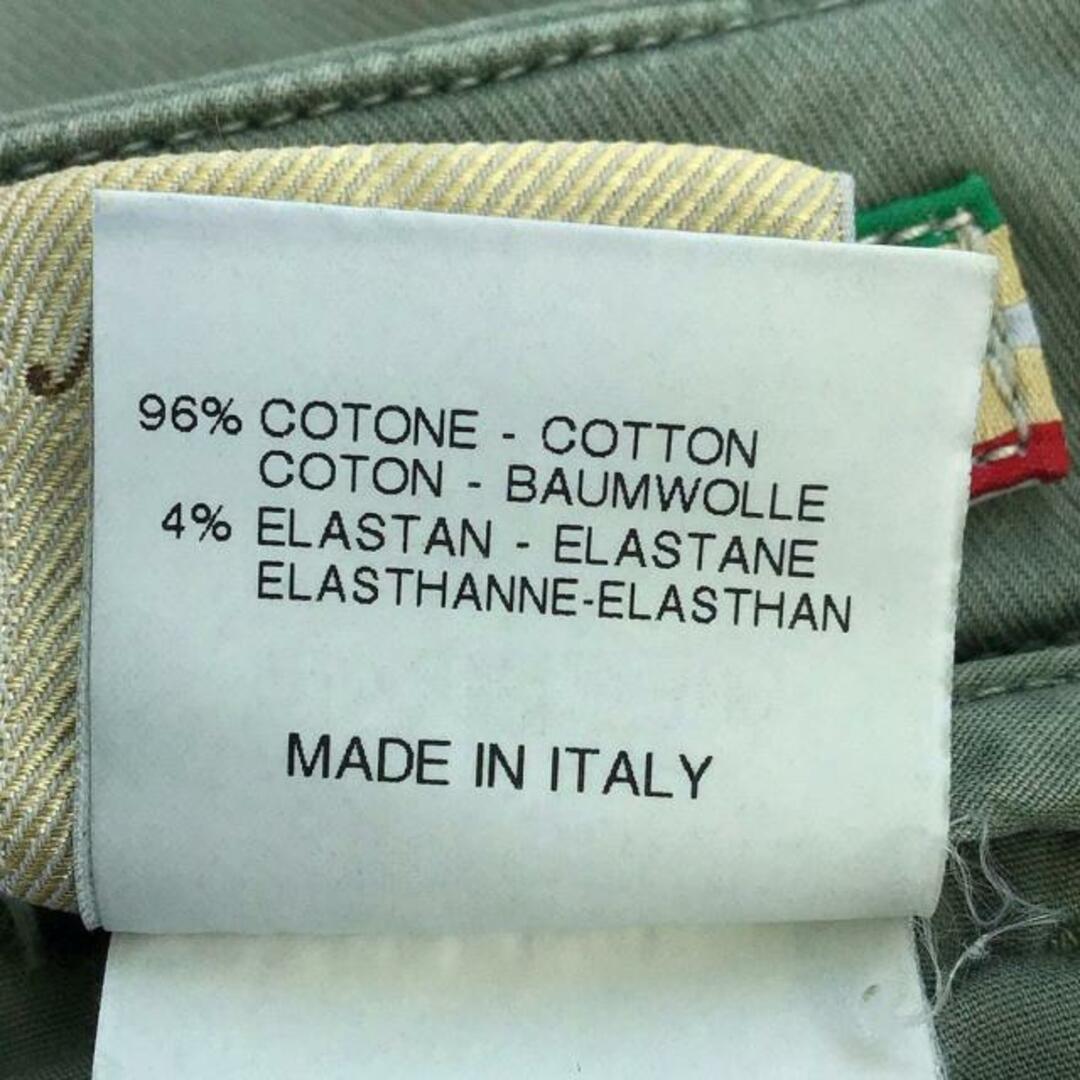 96% COTONE - COTTON
COTON - BAUMWOLLE
4% ELASTAN - ELASTANE
ELASTHANNE-ELASTHAN
MADE IN ITALY